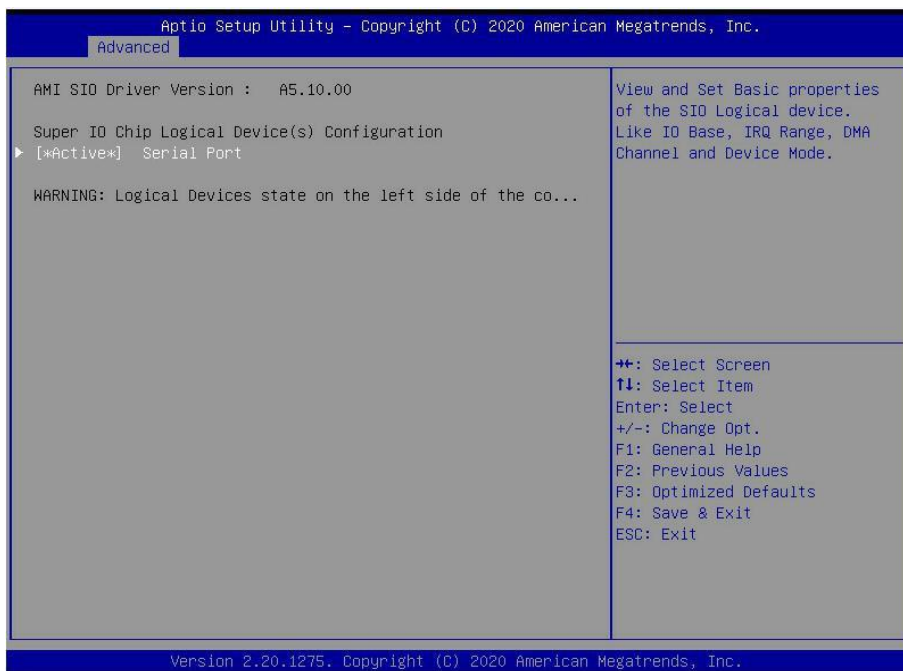 Aptio Setup Utility – Copyright (C) 2020 American Megatrends, Inc.
Advanced
AMI SIO Driver Version : A5.10.00
Super IO Chip Logical Device(s) Configuration
[*Active*] Serial Port
WARNING: Logical Devices state on the left side of the co...
View and Set Basic properties
of the SIO Logical device.
Like IO Base, IRQ Range, DMA
Channel and Device Mode.
→←: Select Screen
↑↓: Select Item
Enter: Select
+/-: Change Opt.
F1: General Help
F2: Previous Values
F3: Optimized Defaults
F4: Save & Exit
ESC: Exit
Version 2.20.1275. Copyright (C) 2020 American Megatrends, Inc.